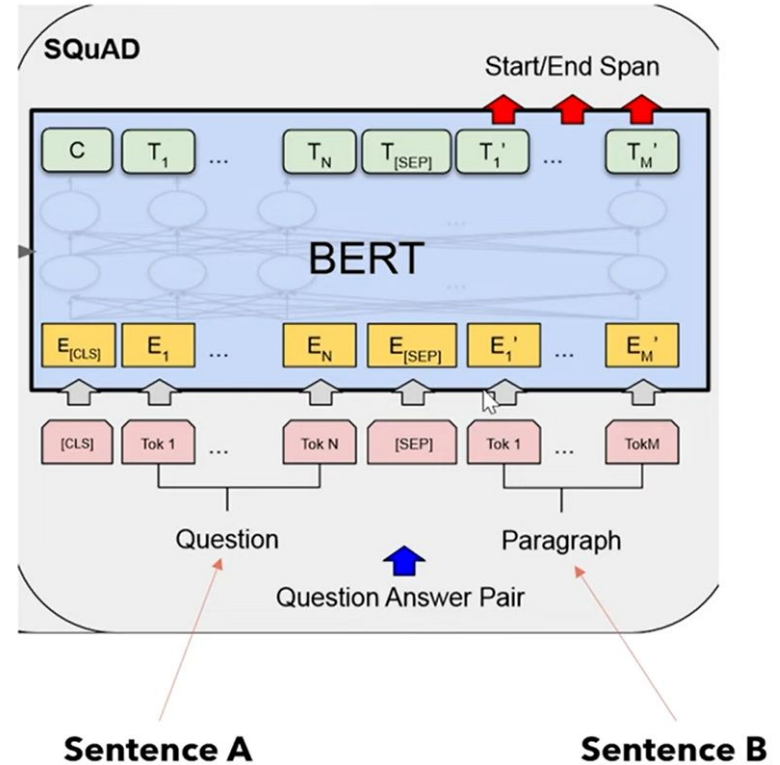 SQuAD
Start/End Span
C T1 ... TN T[SEP] T1' ... TM'
...
BERT
...
E[CLS] E1 ... EN E[SEP] E1' ... EM'
[CLS] Tok 1 ... Tok N [SEP] Tok 1 ... TokM
Question Paragraph
Question Answer Pair
Sentence A Sentence B